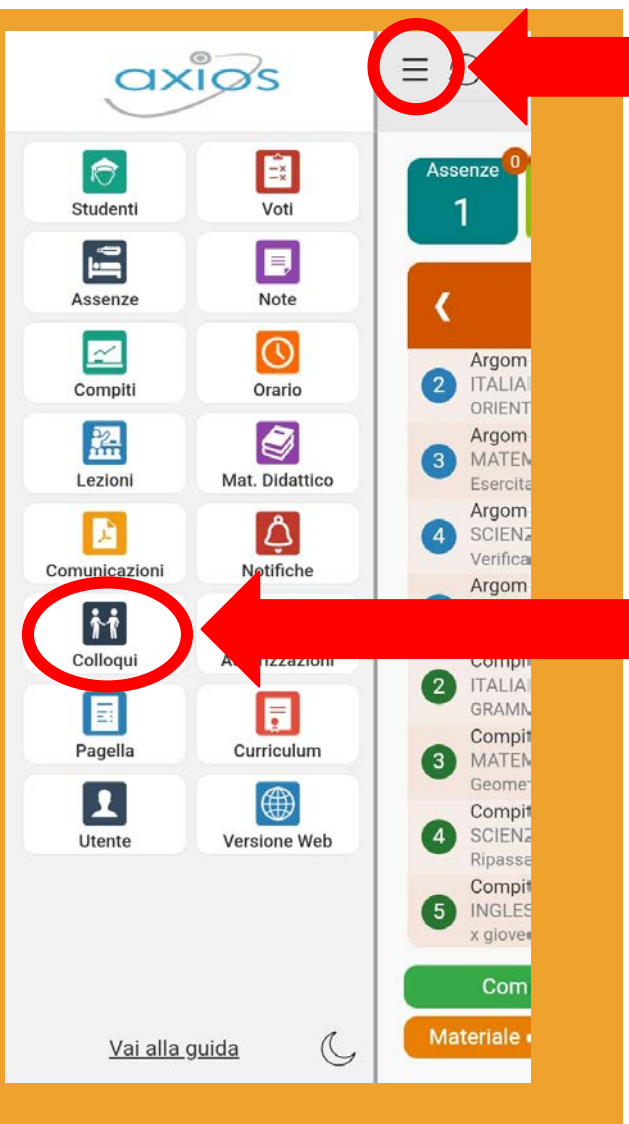 axios
Studenti
Voti
Assenze
Note
Compiti
Orario
Lezioni
Mat. Didattico
Comunicazioni
Notifiche
Colloqui
Pagella
Curriculum
Utente
Versione Web
Vai alla guida
Assenze
0
1
Argom
2
ITALIA
ORIENT
Argom
3
MATEM
Esercita
Argom
4
SCIENZ
Verifica
Argom
2
ITALIA
GRAMM
Compit
3
MATEM
Geomet
Compit
4
SCIENZ
Ripassa
Compit
5
INGLES
x giove
Com
Materiale